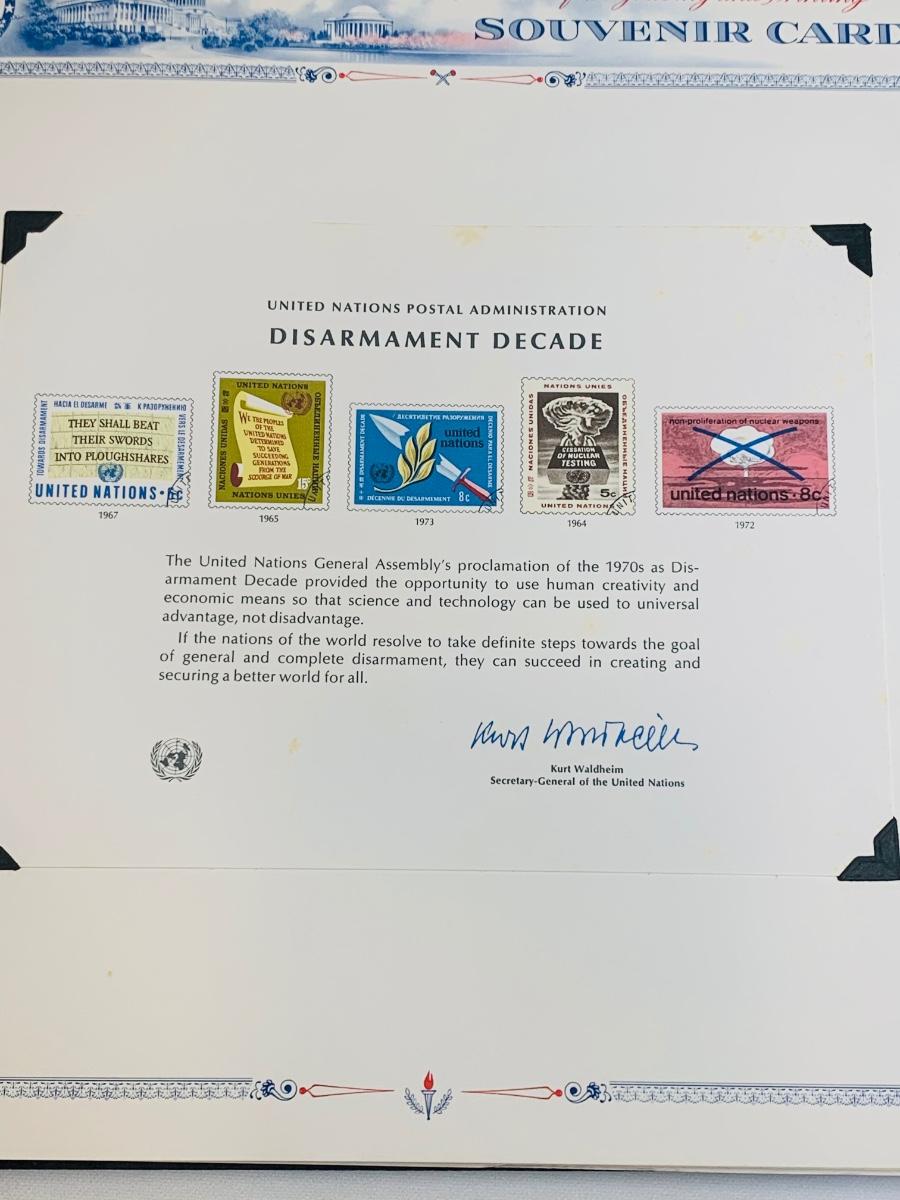 SOUVENIR CARD
UNITED NATIONS POSTAL ADMINISTRATION
DISARMAMENT DECADE
TOWARDS DISARMAMENT
HACIA EL DESARME
К РАЗОРУЖЕНИЮ
VERS LE DESARMEMENT
THEY SHALL BEAT
THEIR SWORDS
INTO PLOUGHSHARES
UNITED NATIONS · 6c
1967
UNITED NATIONS
NACIONES UNIDAS
WE THE PEOPLES
OF THE
UNITED NATIONS
DETERMINED
TO SAVE
SUCCEEDING
GENERATIONS
FROM THE
SCOURGE OF WAR
15c
NATIONS UNIES
1965
DISARMAMENT DECADE
ДЕСЯТИЛЕТИЕ РАЗОРУЖЕНИЯ
united
nations
DÉCENNIE DU DÉSARMEMENT
8c
1973
NATIONS UNIES
NACIONES UNIDAS
CESSATION
OF NUCLEAR
TESTING
5c
UNITED NATIONS
1964
non-proliferation of nuclear weapons
united nations · 8c
1972
The United Nations General Assembly's proclamation of the 1970s as Dis-
armament Decade provided the opportunity to use human creativity and
economic means so that science and technology can be used to universal
advantage, not disadvantage.
If the nations of the world resolve to take definite steps towards the goal
of general and complete disarmament, they can succeed in creating and
securing a better world for all.
Kurt Waldheim
Kurt Waldheim
Secretary-General of the United Nations